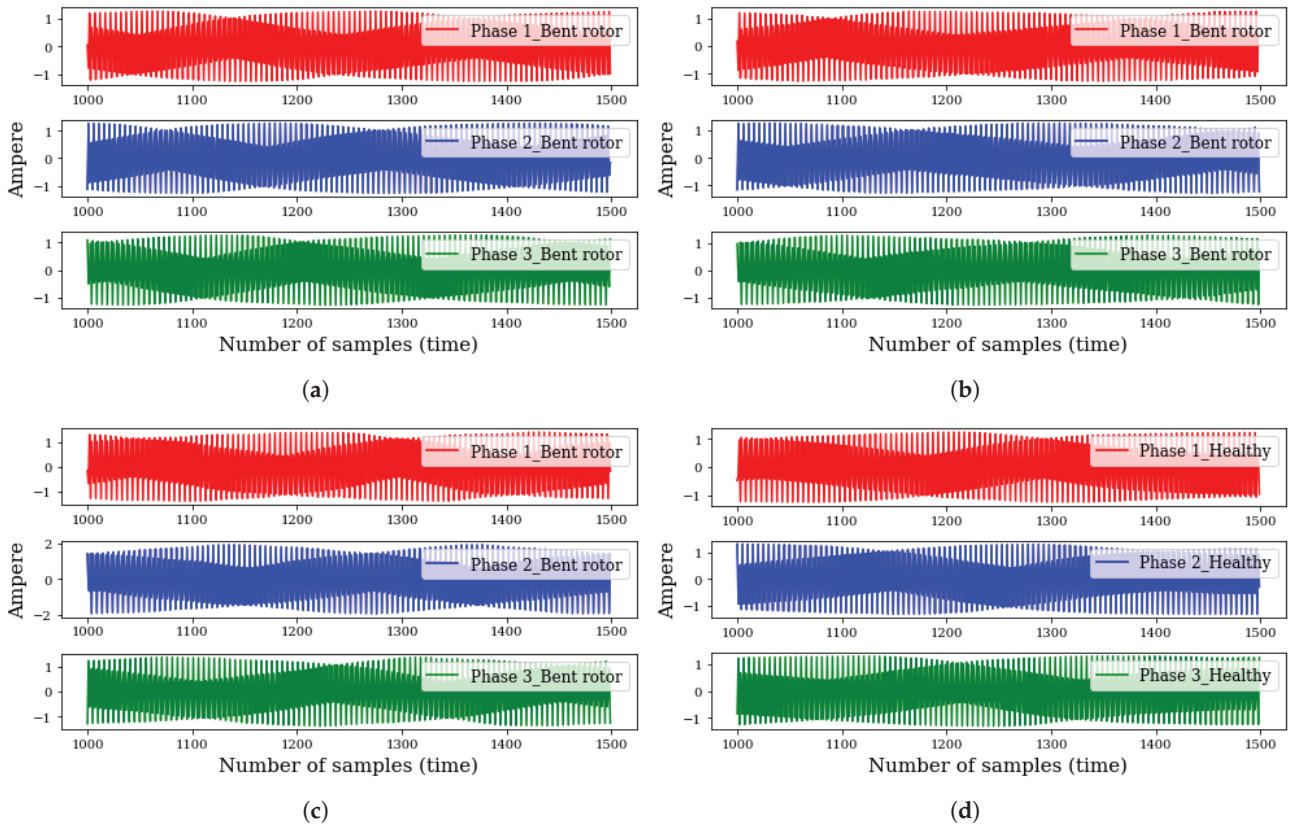 1
0
−1
Phase 1_Bent rotor
1000 1100 1200 1300 1400 1500
1
0
−1
Phase 2_Bent rotor
1000 1100 1200 1300 1400 1500
Ampere
1
0
−1
Phase 3_Bent rotor
1000 1100 1200 1300 1400 1500
Number of samples (time)
(a)
1
0
−1
Phase 1_Bent rotor
1000 1100 1200 1300 1400 1500
1
0
−1
Phase 2_Bent rotor
1000 1100 1200 1300 1400 1500
Ampere
1
0
−1
Phase 3_Bent rotor
1000 1100 1200 1300 1400 1500
Number of samples (time)
(b)
1
0
−1
Phase 1_Bent rotor
1000 1100 1200 1300 1400 1500
2
0
−2
Phase 2_Bent rotor
1000 1100 1200 1300 1400 1500
Ampere
1
0
−1
Phase 3_Bent rotor
1000 1100 1200 1300 1400 1500
Number of samples (time)
(c)
1
0
−1
Phase 1_Healthy
1000 1100 1200 1300 1400 1500
1
0
−1
Phase 2_Healthy
1000 1100 1200 1300 1400 1500
Ampere
1
0
−1
Phase 3_Healthy
1000 1100 1200 1300 1400 1500
Number of samples (time)
(d)